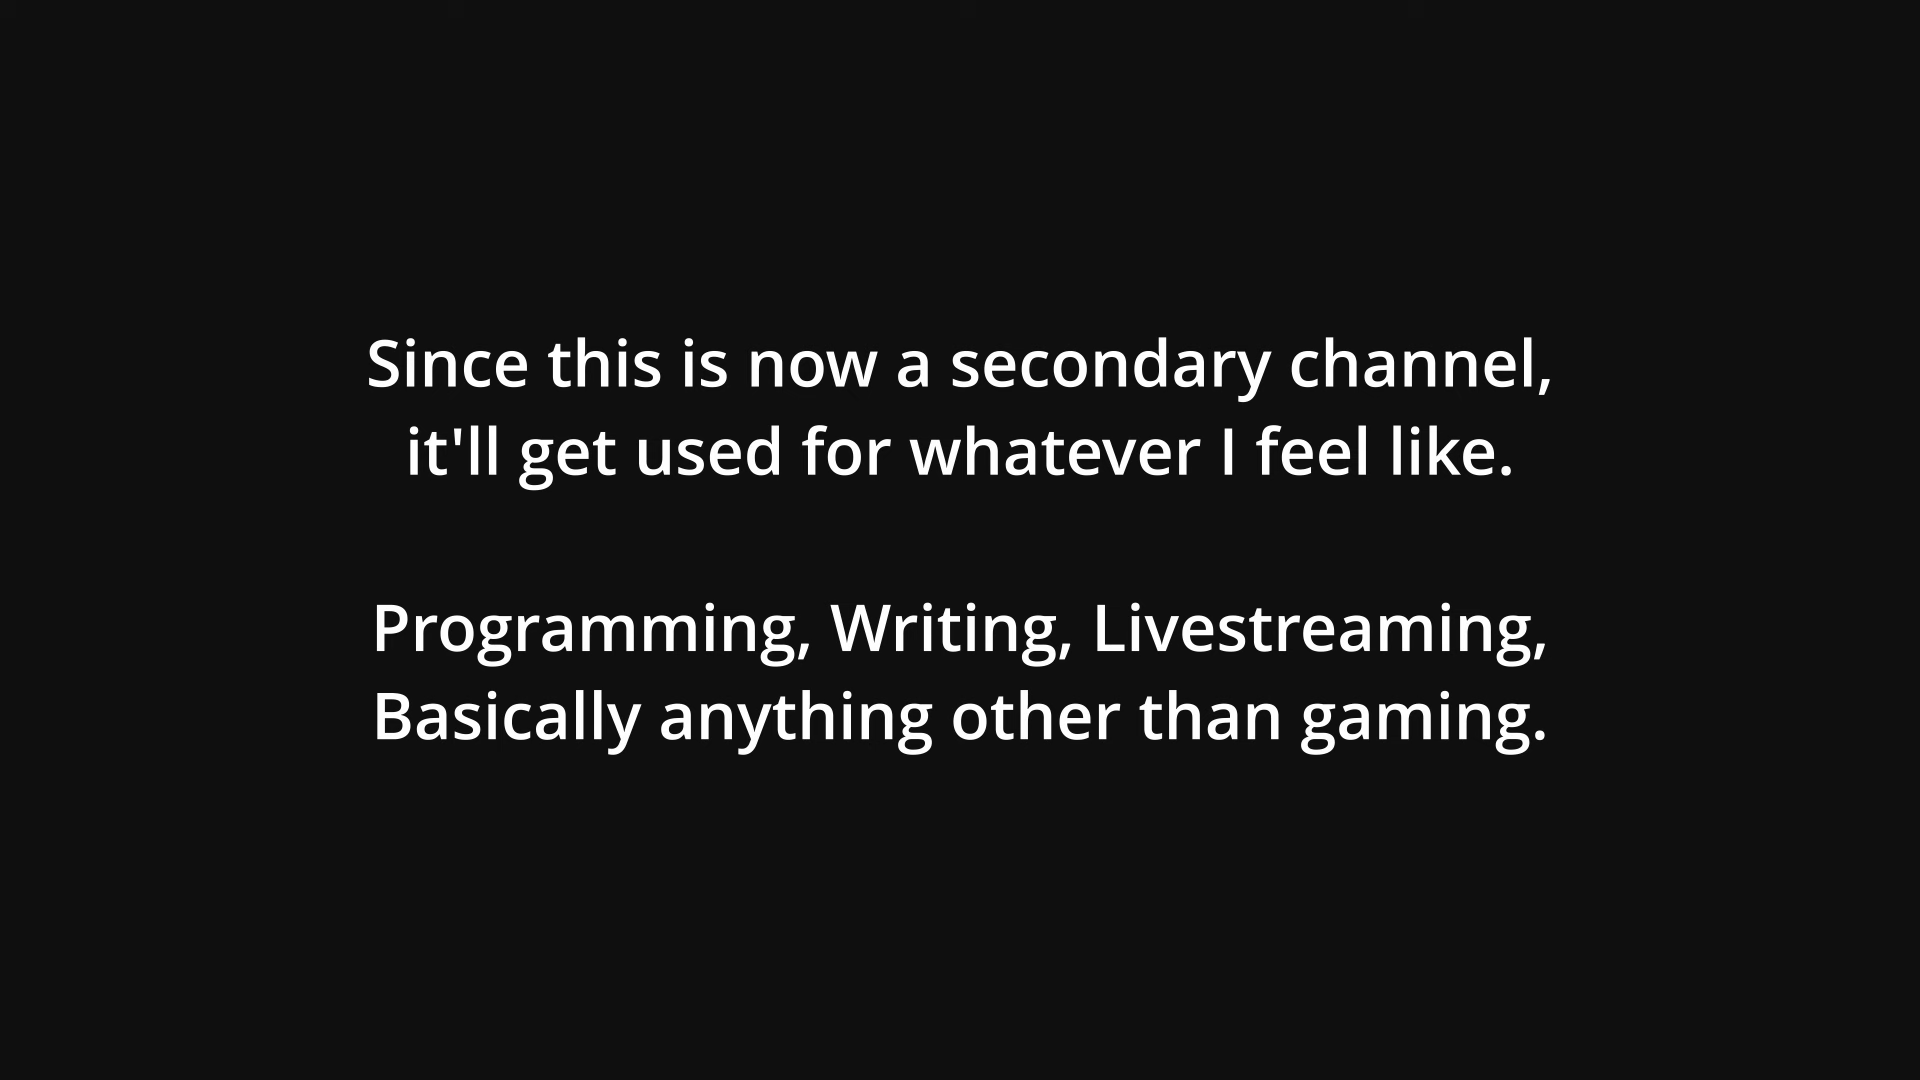 Since this is now a secondary channel,
it'll get used for whatever I feel like.
Programming, Writing, Livestreaming,
Basically anything other than gaming.